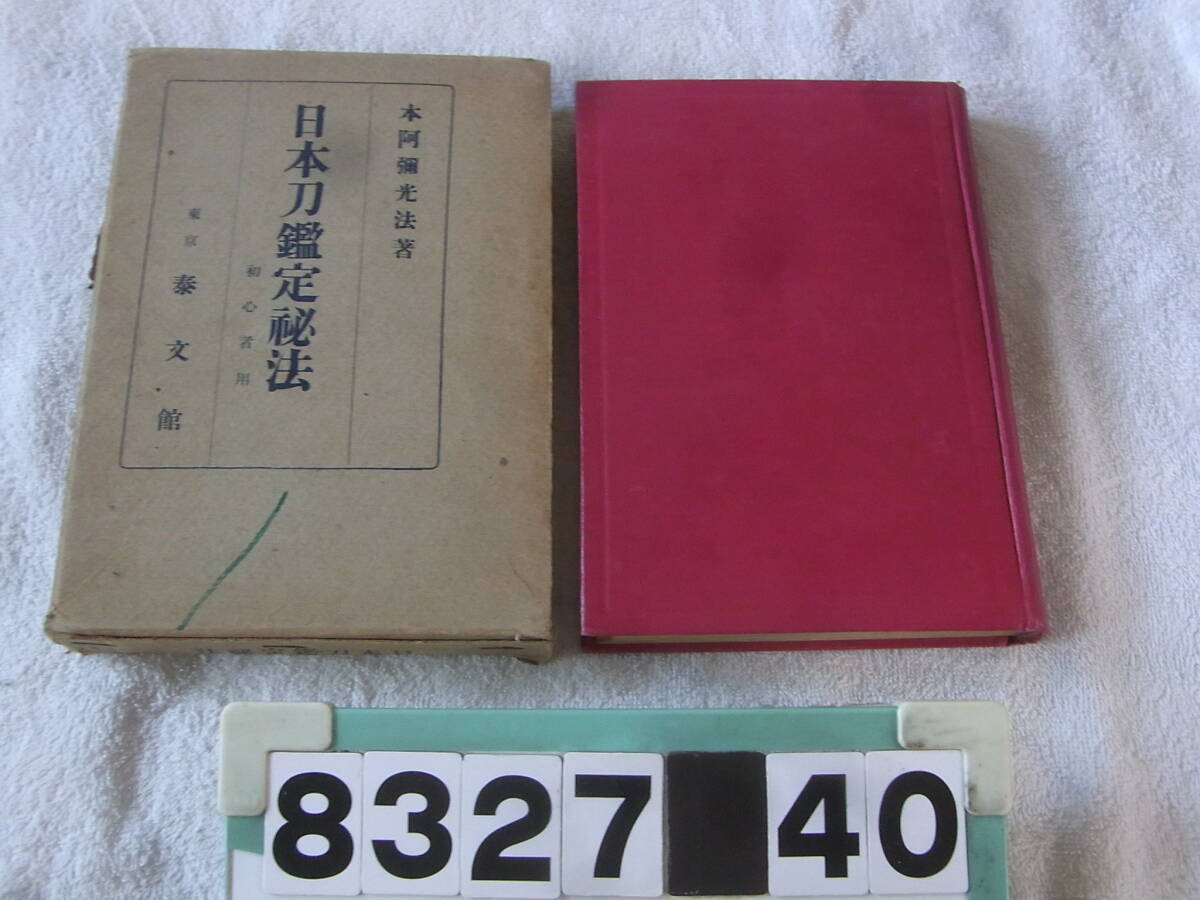 本阿彌光法著
日本刀鑑定祕法
初心者用
東京 泰文館
8327 40